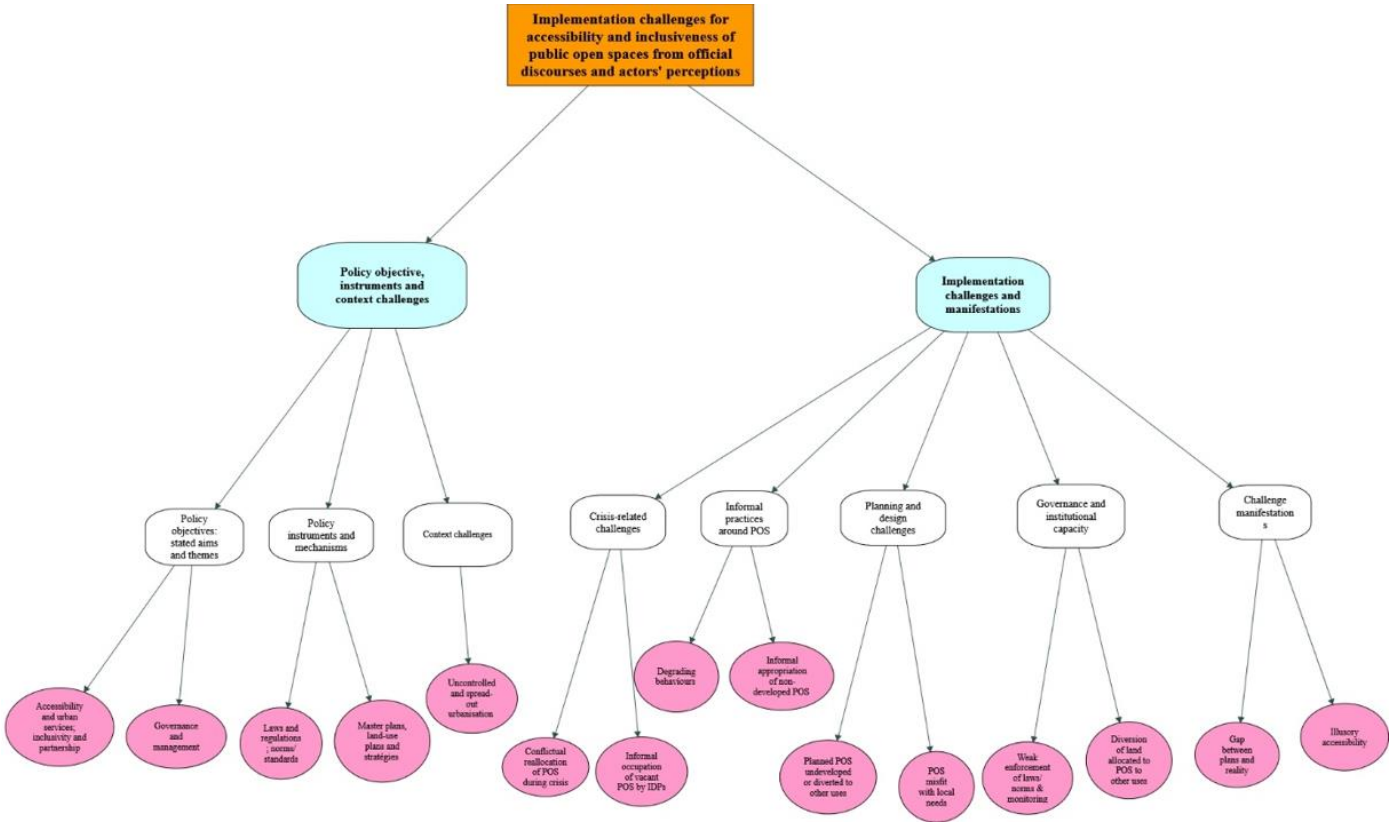 Implementation challenges for
accessibility and inclusiveness of
public open spaces from official
discourses and actors' perceptions
Policy objective,
instruments and
context challenges
Implementation
challenges and
manifestations
Policy
objectives:
stated aims
and themes
Policy
instruments and
mechanisms
Context challenges
Crisis-related
challenges
Informal
practices
around POS
Planning and
design
challenges
Governance and
institutional
capacity
Challenge
manifestation
s
Accessibility
and urban
services;
inclusivity and
partnership
Governance
and
management
Laws and
regulations
; norms/
standards
Master plans,
land-use
plans and
stratégies
Uncontrolled
and spread-
out
urbanisation
Conflictual
reallocation
of POS
during crisis
Informal
occupation
of vacant
POS by IDPs
Degrading
behaviours
Informal
appropriation
of non-
developed POS
Planned POS
undeveloped
or diverted to
other uses
POS
misfit
with local
needs
Weak
enforcement
of laws/
norms &
monitoring
Diversion
of land
allocated to
POS to
other uses
Gap
between
plans and
reality
Illusory
accessibility